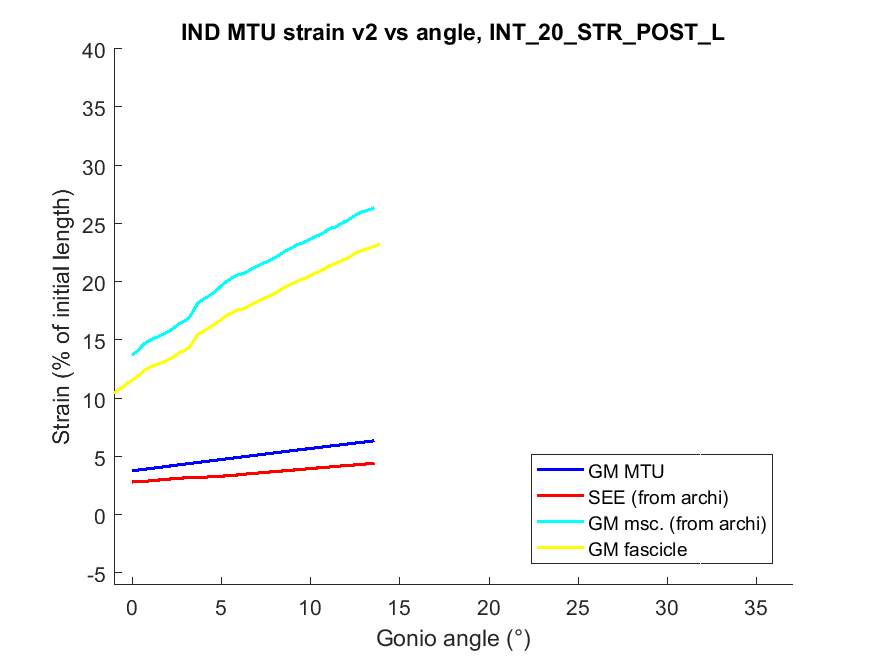 IND MTU strain v2 vs angle, INT_20_STR_POST_L
40
35
30
25
20
15
10
5
0
-5
Strain (% of initial length)
GM MTU
SEE (from archi)
GM msc. (from archi)
GM fascicle
0 5 10 15 20 25 30 35
Gonio angle (°)